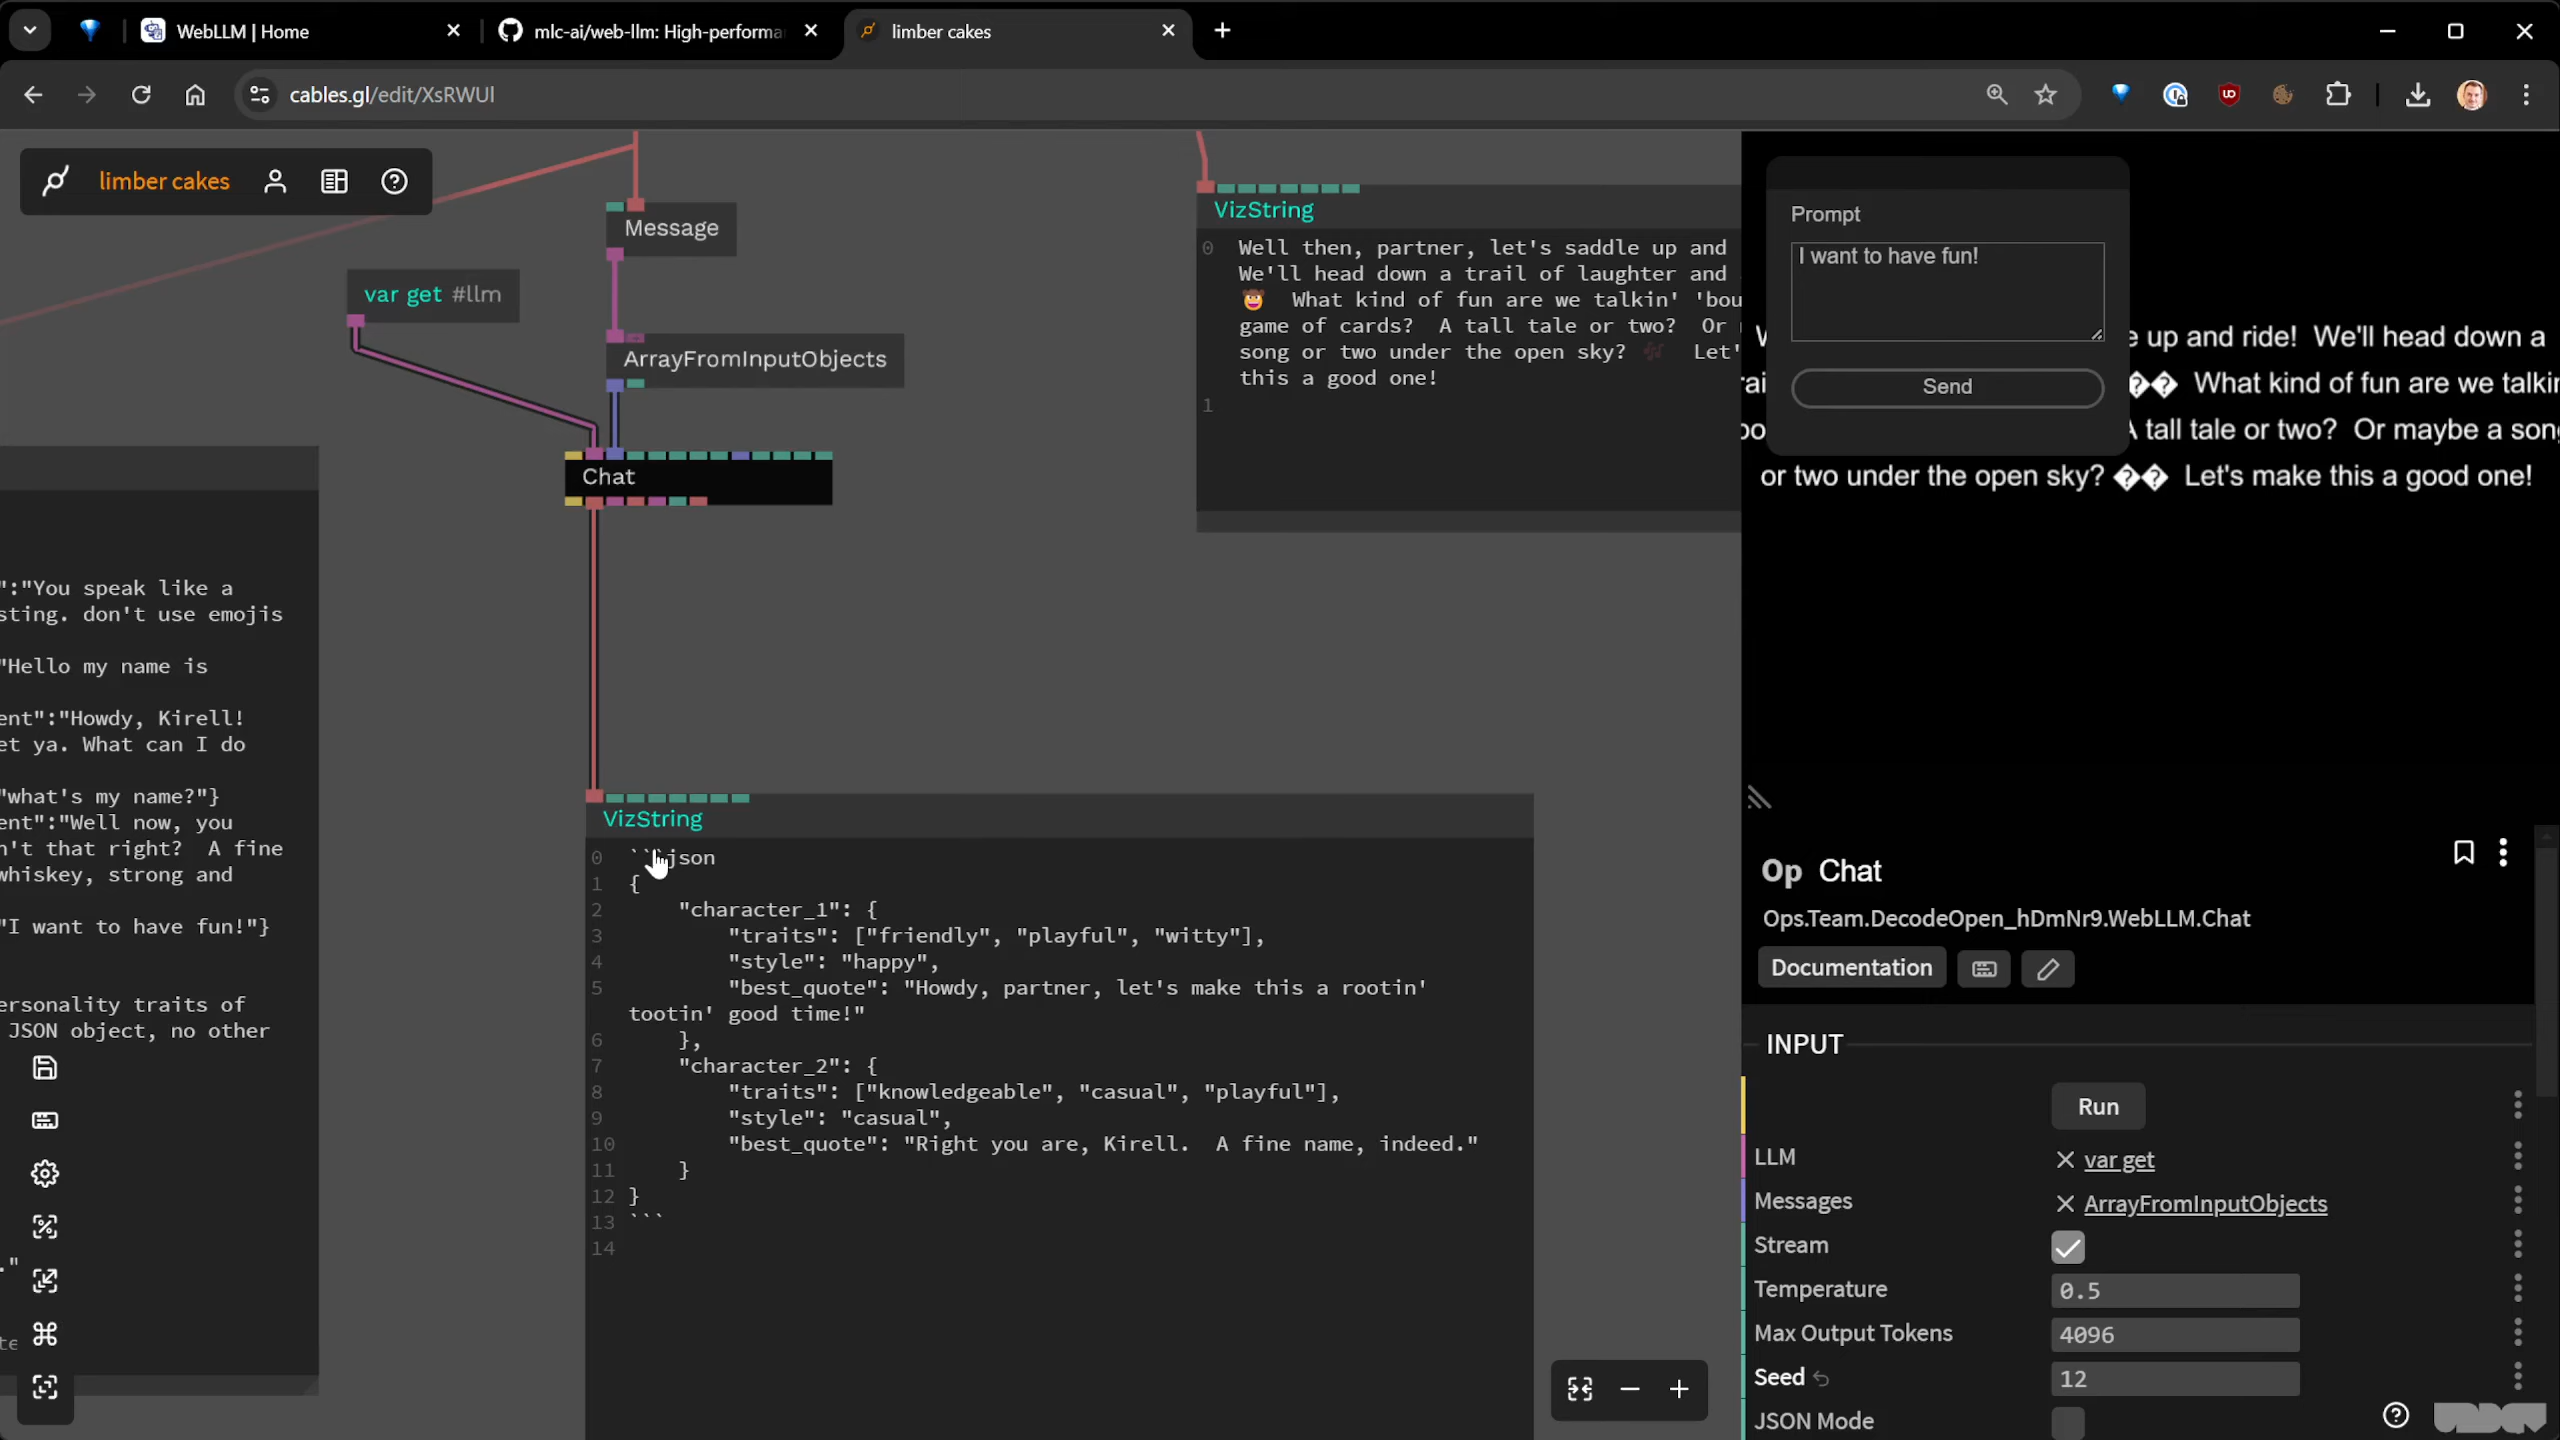 WebLLM | Home
mlc-ai/web-llm: High-performa
limber cakes
cables.gl/edit/XsRWUl
limber cakes
Message
var get #llm
ArrayFromInputObjects
Chat
VizString
0 Well then, partner, let's saddle up and
We'll head down a trail of laughter and
🤠 What kind of fun are we talkin' 'bou
game of cards? A tall tale or two? Or
song or two under the open sky? 🎶 Let'
this a good one!
1
Prompt
I want to have fun!
Send
e up and ride! We'll head down a
rai �� What kind of fun are we talkin
A tall tale or two? Or maybe a son
or two under the open sky? �� Let's make this a good one!
":"You speak like a
sting. don't use emojis
"Hello my name is
ent":"Howdy, Kirell!
et ya. What can I do
"what's my name?"}
ent":"Well now, you
n't that right? A fine
whiskey, strong and
"I want to have fun!"}
ersonality traits of
JSON object, no other
."
te
VizString
0 ```json
1 {
2 "character_1": {
3 "traits": ["friendly", "playful", "witty"],
4 "style": "happy",
5 "best_quote": "Howdy, partner, let's make this a rootin'
tootin' good time!"
6 },
7 "character_2": {
8 "traits": ["knowledgeable", "casual", "playful"],
9 "style": "casual",
10 "best_quote": "Right you are, Kirell. A fine name, indeed."
11 }
12 }
13 ```
14
Op Chat
Ops.Team.DecodeOpen_hDmNr9.WebLLM.Chat
Documentation
INPUT
Run
LLM var get
Messages ArrayFromInputObjects
Stream
Temperature 0.5
Max Output Tokens 4096
Seed 12
JSON Mode